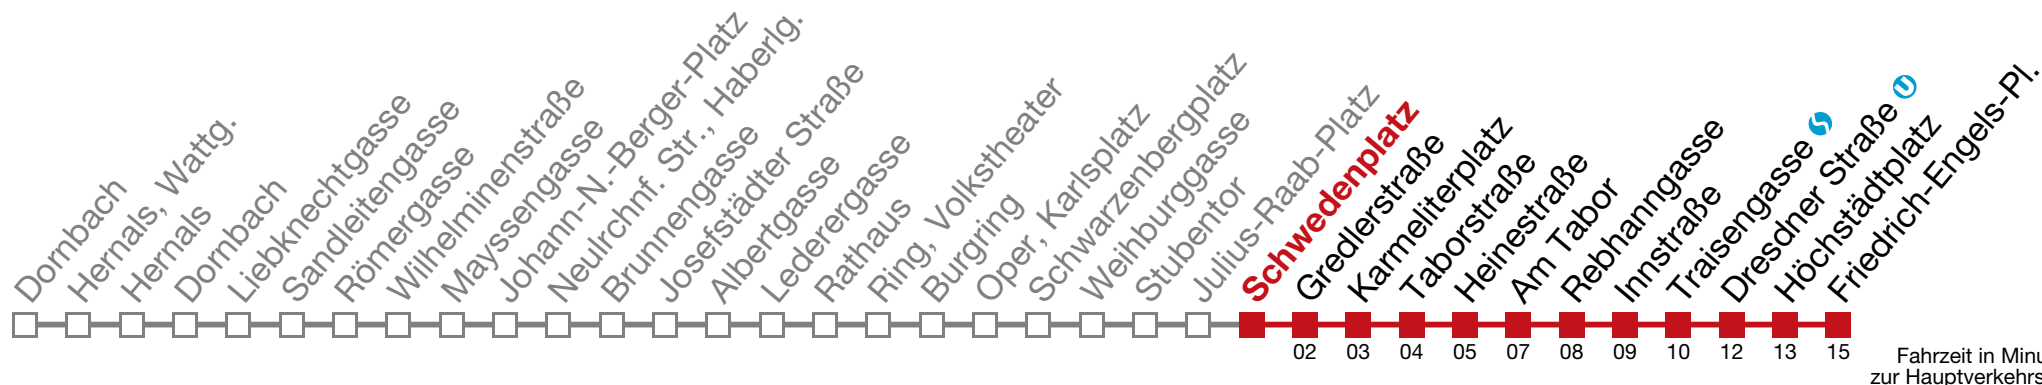 Dornbach
Hernals, Wattg.
Hernals
Dornbach
Liebknechtgasse
Sandleitengasse
Römergasse
Wilhelminenstraße
Mayssengasse
Johann-N.-Berger-Platz
Neulrchnf. Str., Haberlg.
Brunnengasse
Josefstädter Straße
Albertgasse
Lederergasse
Rathaus
Ring, Volkstheater
Burgring
Oper, Karlsplatz
Schwarzenbergplatz
Weihburggasse
Stubentor
Julius-Raab-Platz
Schwedenplatz
Gredlerstraße
Karmeliterplatz
Taborstraße
Heinestraße
Am Tabor
Rebhanngasse
Innstraße
Traisengasse S
Dresdner Straße U
Höchstädtplatz
Friedrich-Engels-Pl.
02 03 04 05 07 08 09 10 12 13 15
Fahrzeit in Minu
zur Hauptverkehrs